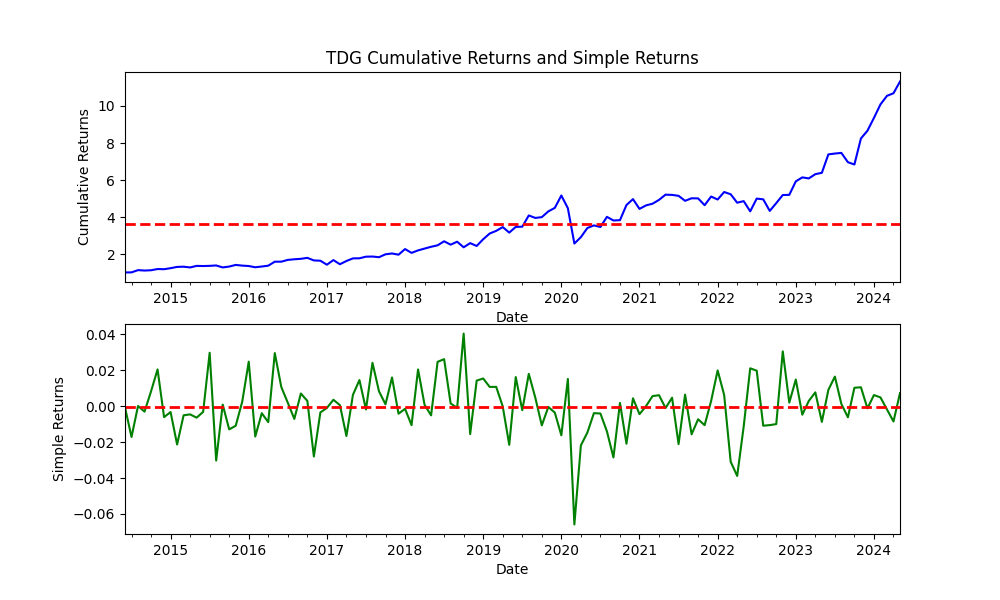 TDG Cumulative Returns and Simple Returns
Cumulative Returns
10
8
6
4
2
2015 2016 2017 2018 2019 2020 2021 2022 2023 2024
Date
Simple Returns
0.04
0.02
0.00
−0.02
−0.04
−0.06
2015 2016 2017 2018 2019 2020 2021 2022 2023 2024
Date